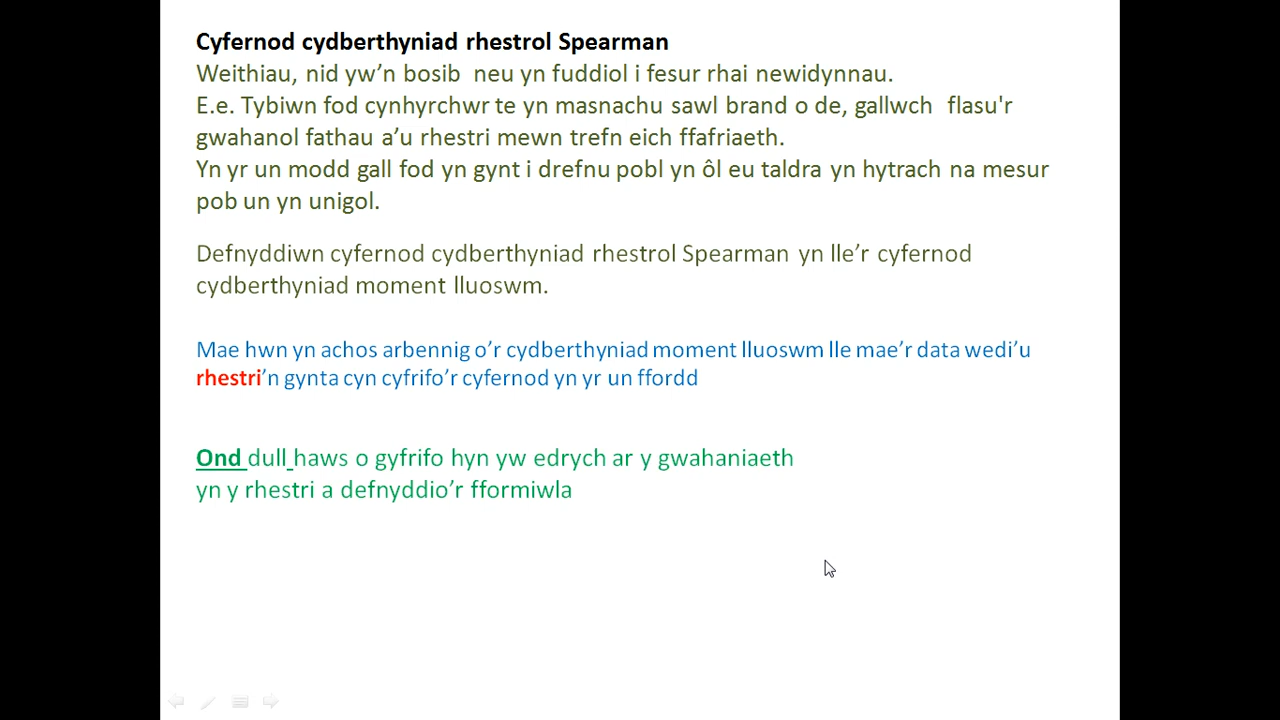 Cyfernod cydberthyniad rhestrol Spearman
Weithiau, nid yw’n bosib neu yn fuddiol i fesur rhai newidynnau.
E.e. Tybiwn fod cynhyrchwr te yn masnachu sawl brand o de, gallwch flasu'r
gwahanol fathau a’u rhestri mewn trefn eich ffafriaeth.
Yn yr un modd gall fod yn gynt i drefnu pobl yn ôl eu taldra yn hytrach na mesur
pob un yn unigol.
Defnyddiwn cyfernod cydberthyniad rhestrol Spearman yn lle’r cyfernod
cydberthyniad moment lluoswm.
Mae hwn yn achos arbennig o’r cydberthyniad moment lluoswm lle mae’r data wedi’u
rhestri’n gynta cyn cyfrifo’r cyfernod yn yr un ffordd
Ond dull haws o gyfrifo hyn yw edrych ar y gwahaniaeth
yn y rhestri a defnyddio’r fformiwla